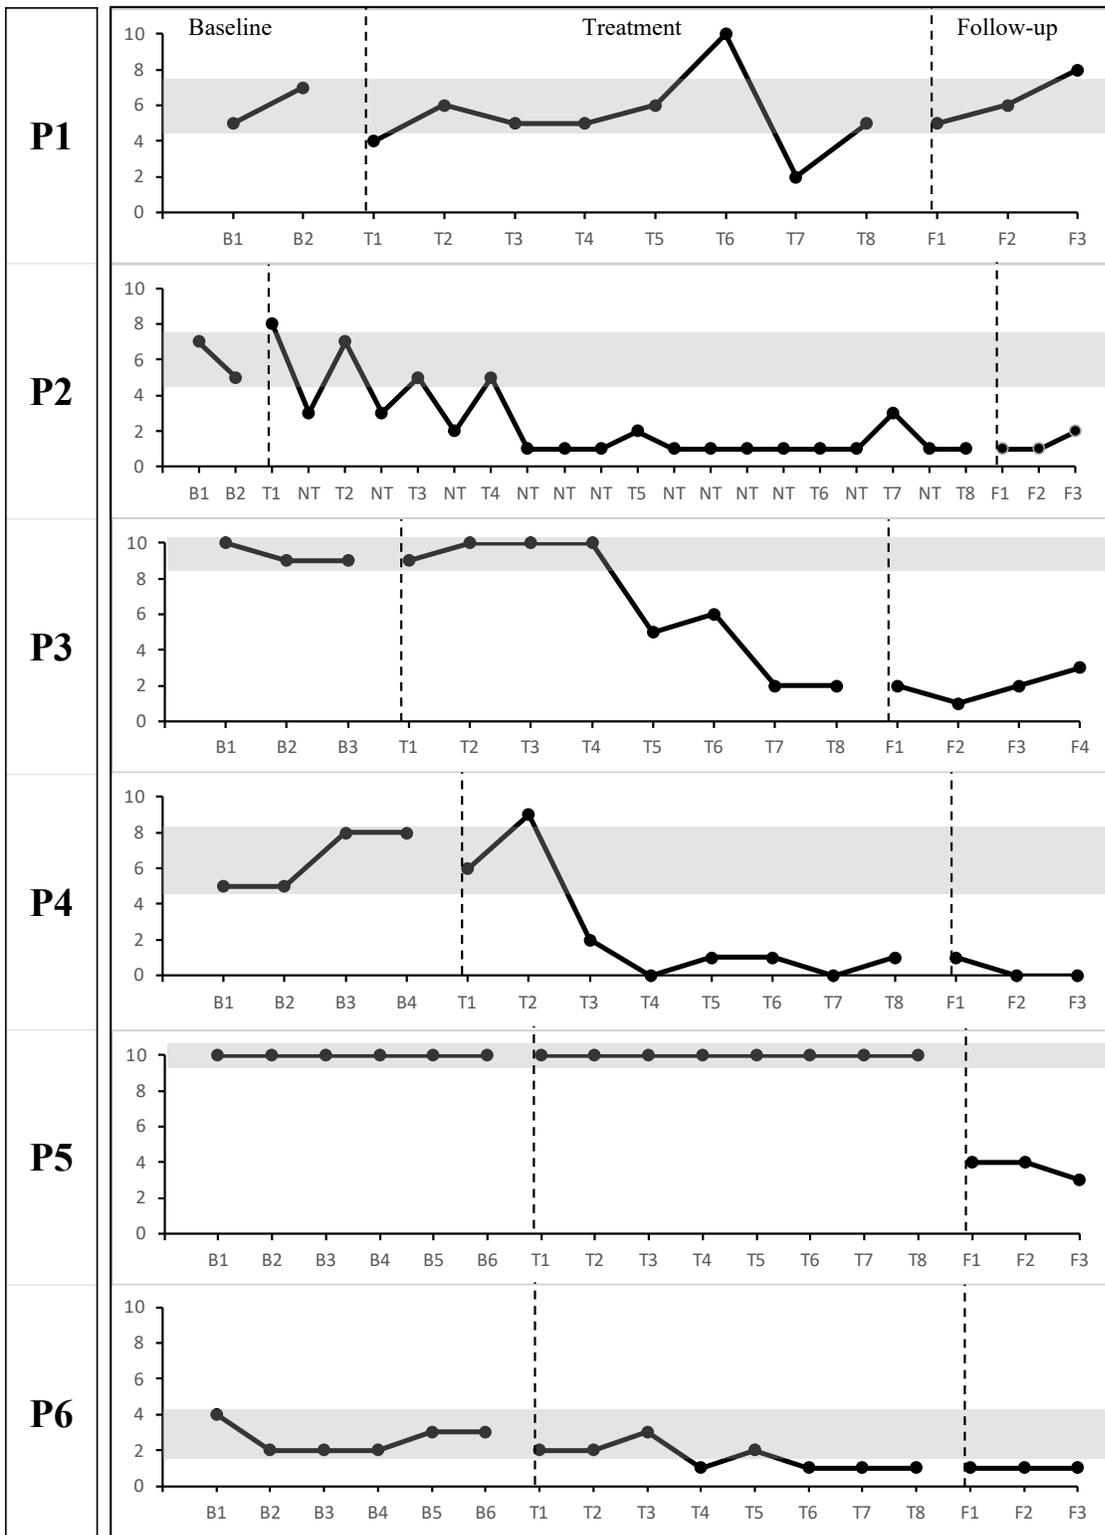 Baseline Treatment Follow-up
P1
10
8
6
4
2
0
B1 B2 T1 T2 T3 T4 T5 T6 T7 T8 F1 F2 F3
P2
10
8
6
4
2
0
B1 B2 T1 NT T2 NT T3 NT T4 NT NT NT T5 NT NT NT NT T6 NT T7 NT T8 F1 F2 F3
P3
10
8
6
4
2
0
B1 B2 B3 T1 T2 T3 T4 T5 T6 T7 T8 F1 F2 F3 F4
P4
10
8
6
4
2
0
B1 B2 B3 B4 T1 T2 T3 T4 T5 T6 T7 T8 F1 F2 F3
P5
10
8
6
4
2
0
B1 B2 B3 B4 B5 B6 T1 T2 T3 T4 T5 T6 T7 T8 F1 F2 F3
P6
10
8
6
4
2
0
B1 B2 B3 B4 B5 B6 T1 T2 T3 T4 T5 T6 T7 T8 F1 F2 F3